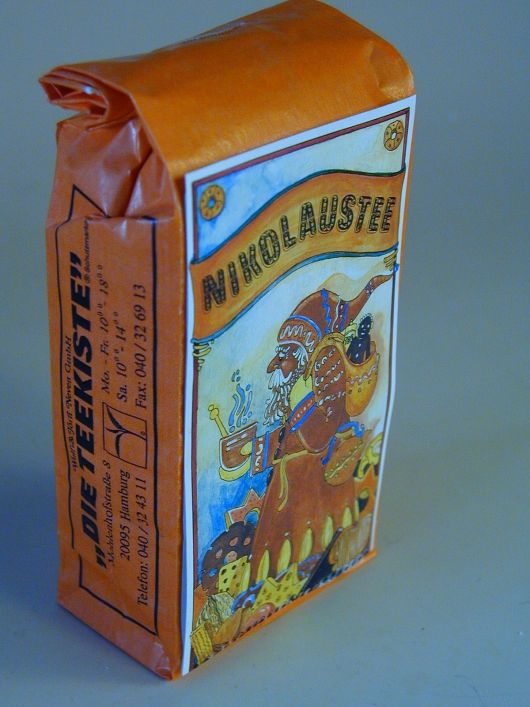 NIKOLAUSTEE
„DIE TEEKISTE”
Mo. - Fr. 10⁰⁰ - 18⁰⁰
Sa. 10⁰⁰ - 14⁰⁰
20095 Hamburg
Telefon: 040 / 32 43 11
Fax: 040 / 32 69 13